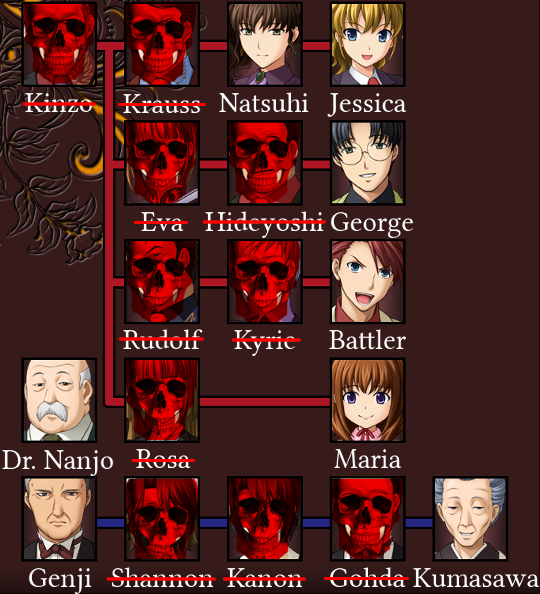 Kinzo Krauss Natsuhi Jessica
Eva Hideyoshi George
Rudolf Kyrie Battler
Dr. Nanjo Rosa Maria
Genji Shannon Kanon Gohda Kumasawa